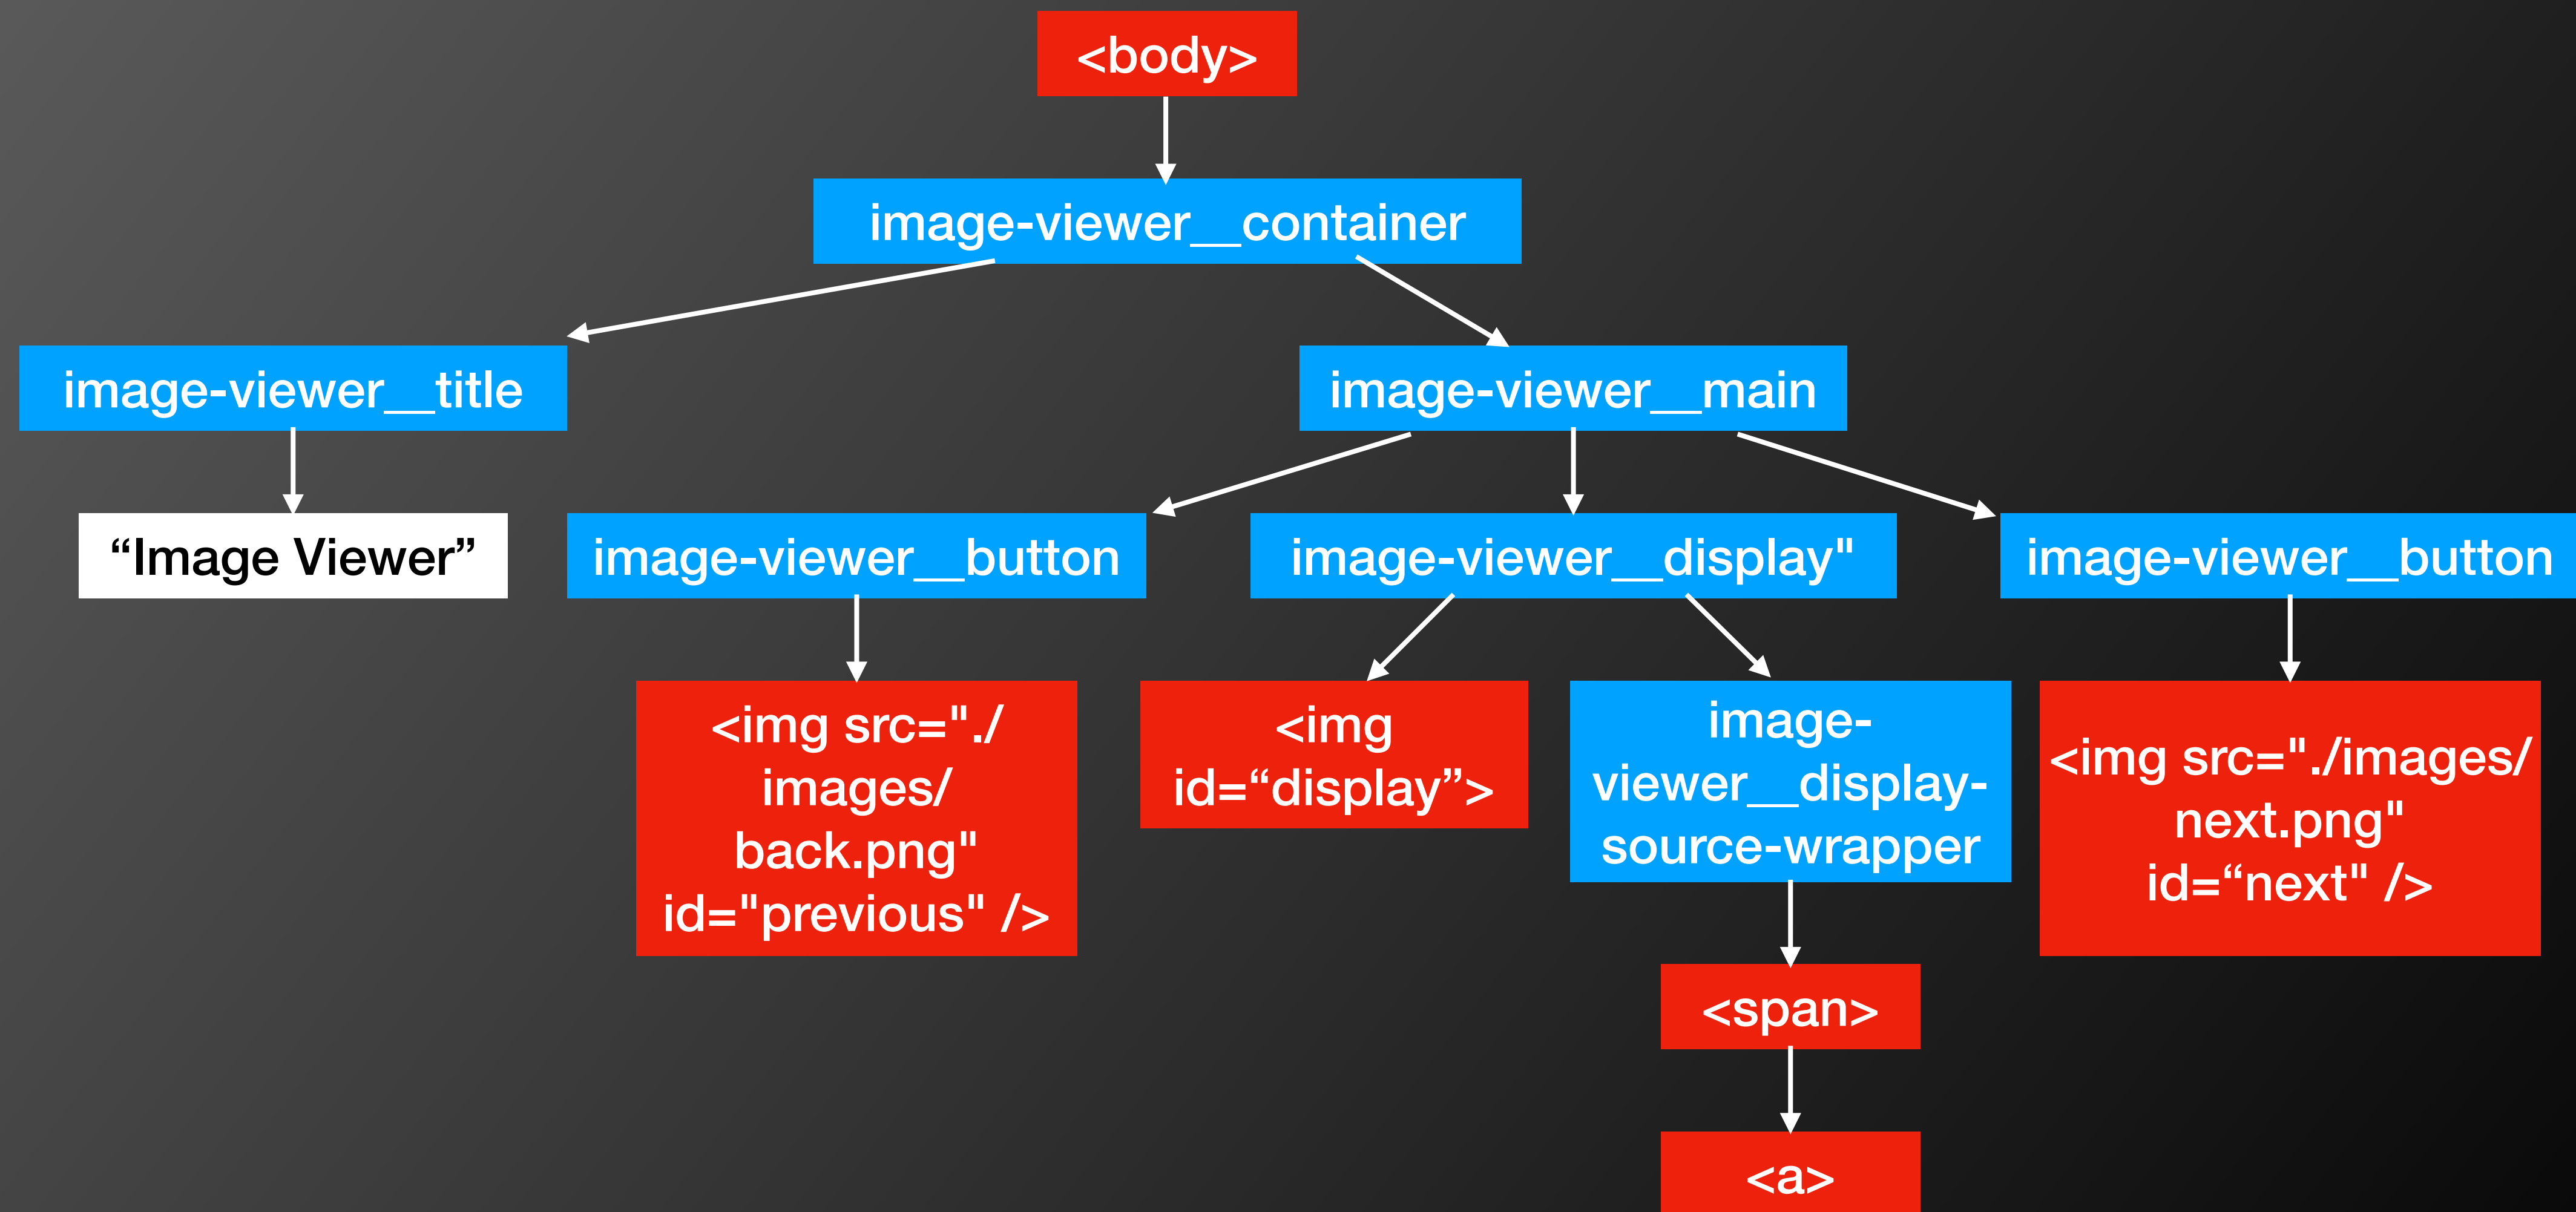 <body>
image-viewer__container
image-viewer__title
image-viewer__main
“Image Viewer”
image-viewer__button
image-viewer__display"
image-viewer__button
<img src="./
images/
back.png"
id="previous" />
<img
id=“display”>
image-
viewer__display-
source-wrapper
<img src="./images/
next.png"
id=“next" />
<span>
<a>